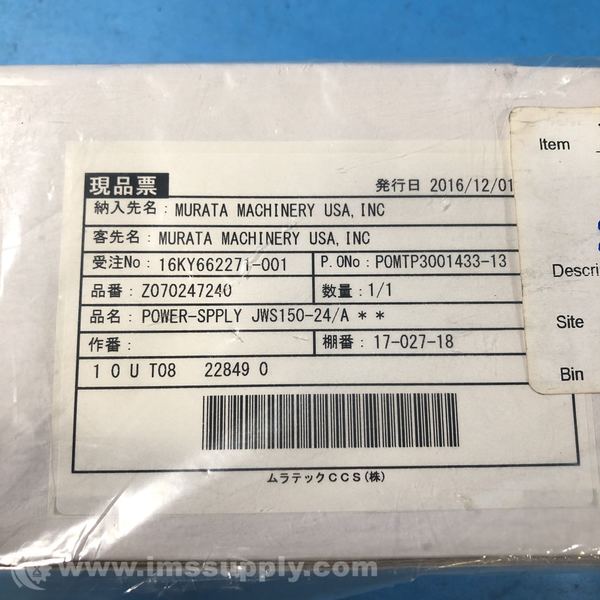 現品票
発行日 2016/12/01
納入先名: MURATA MACHINERY USA,INC
客先名: MURATA MACHINERY USA,INC
受注No: 16KY662271-001 P.ONo: POMTP3001433-13
品番: Z070247240 数量: 1/1
品名: POWER-SPPLY JWS150-24/A **
作番: 棚番: 17-027-18
10UT08 22849 0
ムラテックCCS(株)
Item
Descri
Site
Bin
www.imssupply.com